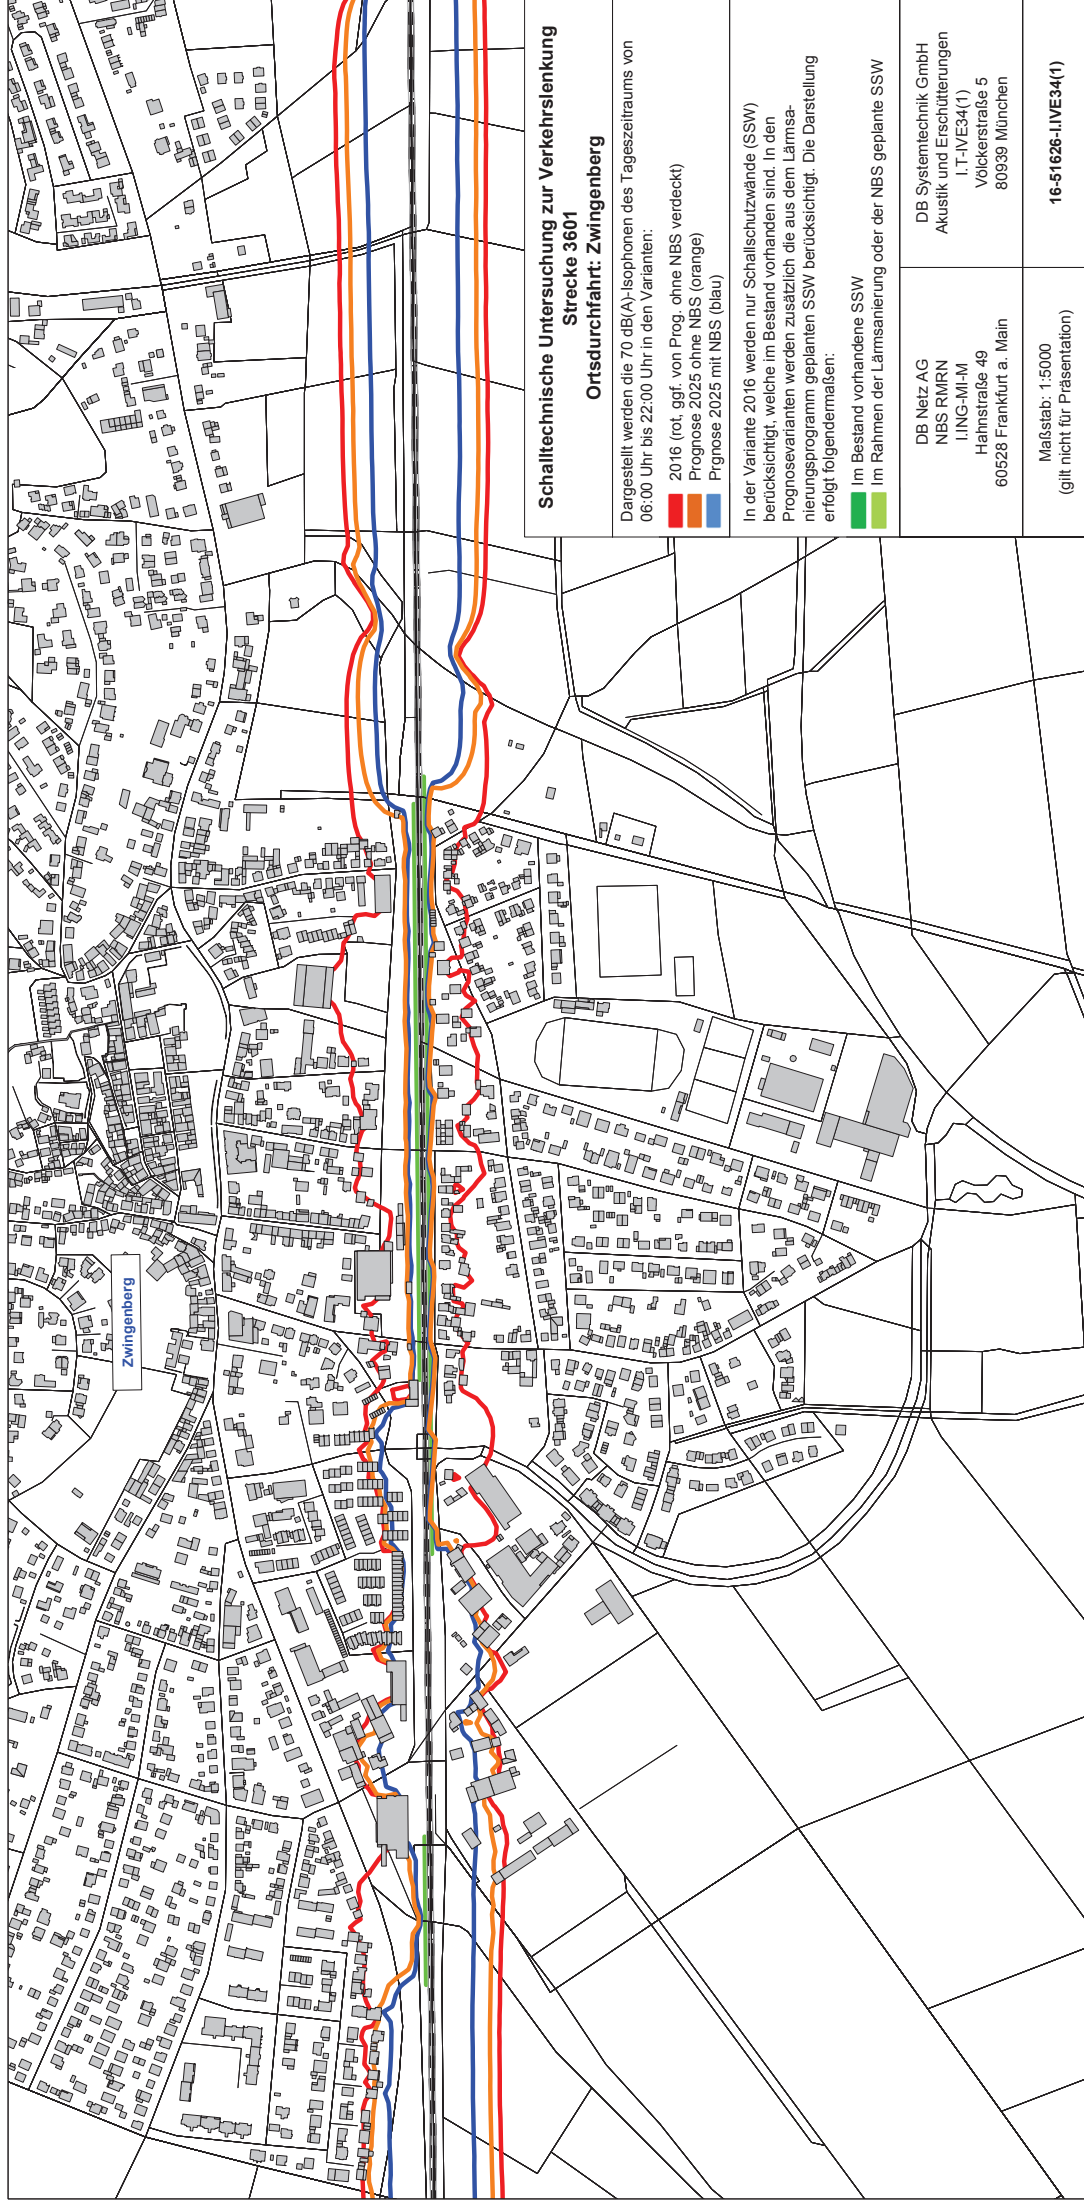 Zwingenberg
Schalltechnische Untersuchung zur Verkehrslenkung
Strecke 3601
Ortsdurchfahrt: Zwingenberg
Dargestellt werden die 70 dB(A)-Isophonen des Tageszeitraums von
06:00 Uhr bis 22:00 Uhr in den Varianten:
2016 (rot, ggf. von Prog. ohne NBS verdeckt)
Prognose 2025 ohne NBS (orange)
Prgnose 2025 mit NBS (blau)
In der Variante 2016 werden nur Schallschutzwände (SSW)
berücksichtigt, welche im Bestand vorhanden sind. In den
Prognosevarianten werden zusätzlich die aus dem Lärmsa-
nierungsprogramm geplanten SSW berücksichtigt. Die Darstellung
erfolgt folgendermaßen:
Im Bestand vorhandene SSW
Im Rahmen der Lärmsanierung oder der NBS geplante SSW
DB Netz AG
NBS RMRN
I.ING-MI-M
Hahnstraße 49
60528 Frankfurt a. Main
DB Systemtechnik GmbH
Akustik und Erschütterungen
I.T-IVE34(1)
Völckerstraße 5
80939 München
Maßstab: 1:5000
(gilt nicht für Präsentation)
16-51626-I.IVE34(1)